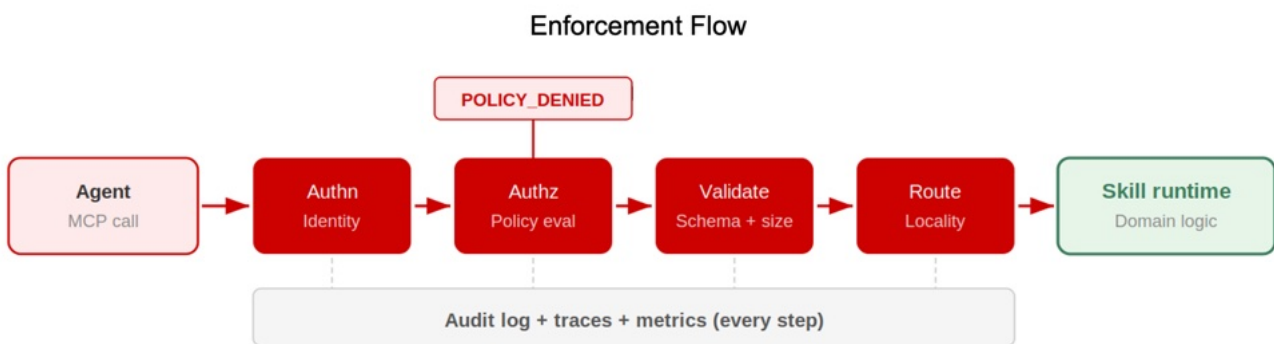 Enforcement Flow
POLICY_DENIED
Agent
MCP call
Authn
Identity
Authz
Policy eval
Validate
Schema + size
Route
Locality
Skill runtime
Domain logic
Audit log + traces + metrics (every step)